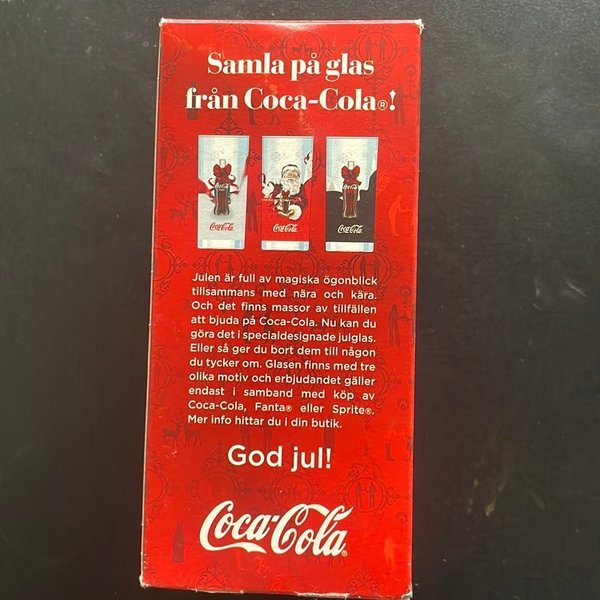 Samla på glas
från Coca-Cola®!
Coca-Cola
Coca-Cola
Coca-Cola
Julen är full av magiska ögonblick
tillsammans med nära och kära.
Och det finns massor av tillfällen
att bjuda på Coca-Cola. Nu kan du
göra det i specialdesignade julglas.
Eller så ger du bort dem till någon
du tycker om. Glasen finns med tre
olika motiv och erbjudandet gäller
endast i samband med köp av
Coca-Cola, Fanta® eller Sprite®.
Mer info hittar du i din butik.
God jul!
Coca-Cola®